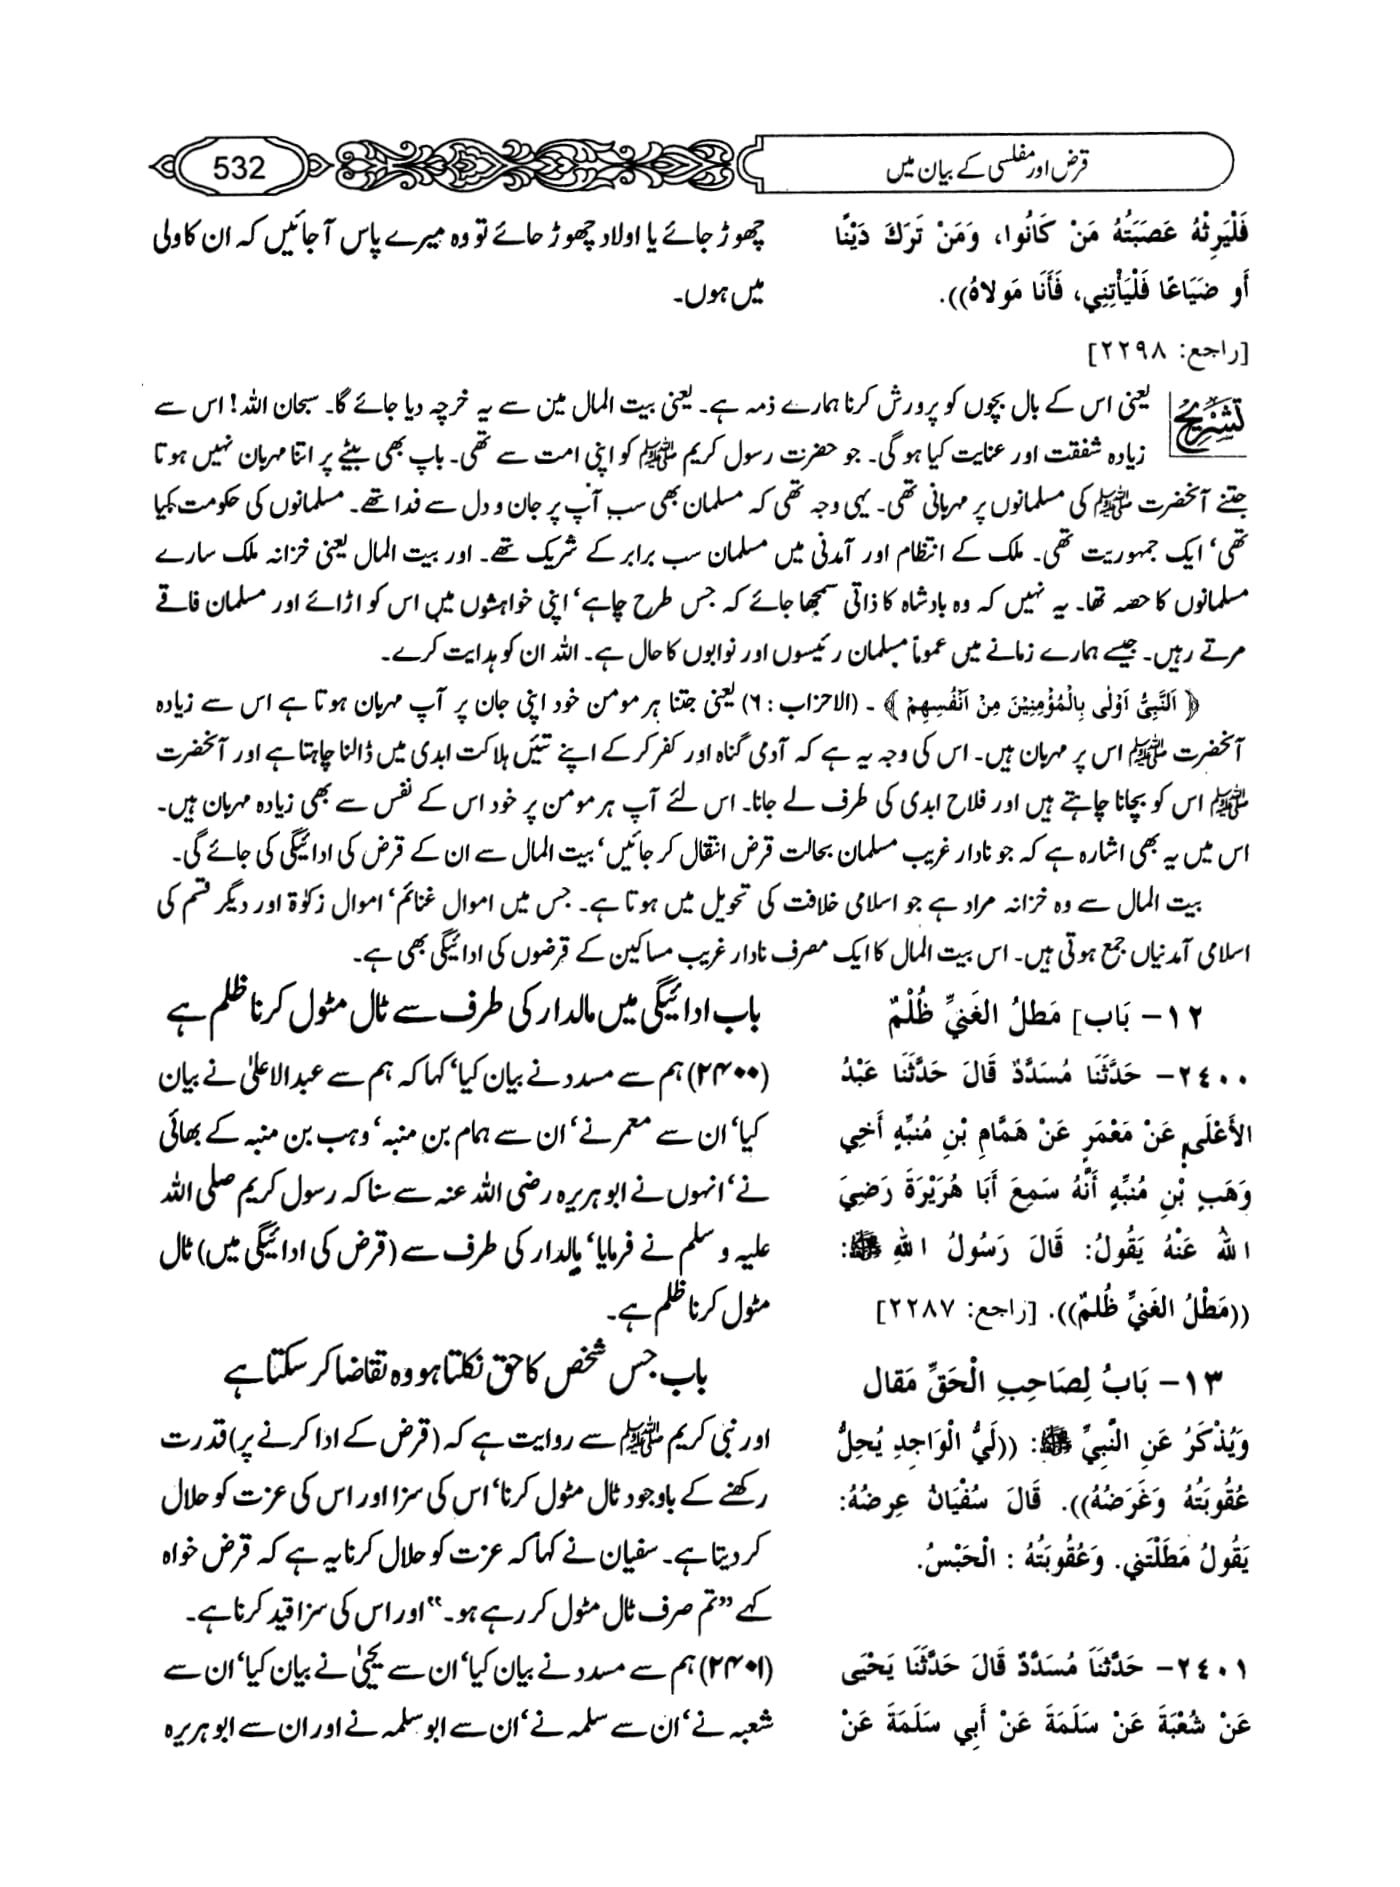 قرض اور مفلسی کے بیان میں
532
فَلْيَرِثْهُ عَصَبَتُهُ مَنْ كَانُوا، وَمَنْ تَرَكَ دَيْنًا
أَو ضَيَاعًا فَلْيَأْتِنِي، فَأَنَا مَولاهُ)).
[راجع: ٢٢٩٨]
چھوڑ جائے یا اولاد چھوڑ جائے تو وہ میرے پاس آ جائیں کہ ان کا ولی
میں ہوں۔
تشریح
یعنی اس کے بال بچوں کو پرورش کرنا ہمارے ذمہ ہے۔ یعنی بیت المال مین سے یہ خرچہ دیا جائے گا۔ سبحان اللہ! اس سے
زیادہ شفقت اور عنایت کیا ہو گی۔ جو حضرت رسول کریم ﷺ کو اپنی امت سے تھی۔ باپ بھی بیٹے پر اتنا مہربان نہیں ہوتا
جتنے آنحضرت ﷺ کی مسلمانوں پر مہربانی تھی۔ یہی وجہ تھی کہ مسلمان بھی سب آپ پر جان و دل سے فدا تھے۔ مسلمانوں کی حکومت کیا
تھی‘ ایک جمہوریت تھی۔ ملک کے انتظام اور آمدنی میں مسلمان سب برابر کے شریک تھے۔ اور بیت المال یعنی خزانہ ملک سارے
مسلمانوں کا حصہ تھا۔ یہ نہیں کہ وہ بادشاہ کا ذاتی سمجھا جائے کہ جس طرح چاہے‘ اپنی خواہشوں میں اس کو اڑائے اور مسلمان فاقے
مرتے رہیں۔ جیسے ہمارے زمانے میں عموماً مسلمان رئیسوں اور نوابوں کا حال ہے۔ اللہ ان کو ہدایت کرے۔
﴿ اَلنَّبِيُّ اَوْلٰى بِالْمُؤْمِنِيْنَ مِنْ اَنْفُسِهِمْ ﴾ ۔ (الاحزاب : ۶) یعنی جتنا ہر مومن خود اپنی جان پر آپ مہربان ہوتا ہے اس سے زیادہ
آنحضرت ﷺ اس پر مہربان ہیں۔ اس کی وجہ یہ ہے کہ آدمی گناہ اور کفر کر کے اپنے تئیں ہلاکت ابدی میں ڈالنا چاہتا ہے اور آنحضرت
ﷺ اس کو بچانا چاہتے ہیں اور فلاح ابدی کی طرف لے جانا۔ اس لئے آپ ہر مومن پر خود اس کے نفس سے بھی زیادہ مہربان ہیں۔
اس میں یہ بھی اشارہ ہے کہ جو نادار غریب مسلمان بحالت قرض انتقال کر جائیں‘ بیت المال سے ان کے قرض کی ادائیگی کی جائے گی۔
بیت المال سے وہ خزانہ مراد ہے جو اسلامی خلافت کی تحویل میں ہوتا ہے۔ جس میں اموال غنائم‘ اموال زکوٰۃ اور دیگر قسم کی
اسلامی آمدنیاں جمع ہوتی ہیں۔ اس بیت المال کا ایک مصرف نادار غریب مساکین کے قرضوں کی ادائیگی بھی ہے۔
١٢– بَاب] مَطلُ الغَنيِّ ظُلْمٌ
٢٤٠٠– حَدَّثَنَا مُسَدَّدٌ قَالَ حَدَّثَنَا عَبْدُ
الأَعْلَى عَنْ مَعْمَرٍ عَنْ هَمَّامِ بْنِ مُنَبِّهٍ أَخِي
وَهَبِ بْنِ مُنَبِّهٍ أَنَّهُ سَمِعَ أَبَا هُرَيْرَةَ رَضِيَ
اللهُ عَنْهُ يَقُولُ: قَالَ رَسُولُ اللهِ ﷺ:
((مَطْلُ الغَنيِّ ظُلمٌ)). [راجع: ٢٢٨٧]
باب ادائیگی میں مالدار کی طرف سے ٹال مٹول کرنا ظلم ہے
(۲۴۰۰) ہم سے مسدد نے بیان کیا‘ کہا کہ ہم سے عبدالاعلیٰ نے بیان
کیا‘ ان سے معمر نے‘ ان سے ہمام بن منبہ‘ وہب بن منبہ کے بھائی
نے‘ انہوں نے ابو ہریرہ رضی اللہ عنہ سے سنا کہ رسول کریم صلی اللہ
علیہ و سلم نے فرمایا‘ مالدار کی طرف سے (قرض کی ادائیگی میں) ٹال
مٹول کرنا ظلم ہے۔
١٣– بَابُ لِصَاحِبِ الْحَقِّ مَقال
وَيُذْكَرُ عَنِ النَّبِيِّ ﷺ: ((لَيُّ الْوَاجِدِ يُحِلُّ
عُقُوبَتُهُ وَعَرَضُهُ)). قَالَ سُفْيَانُ عِرضُهُ:
يَقُولُ مَطَلْتَنِي. وَعُقُوبَتُهُ : الْحَبْسُ.
باب جس شخص کا حق نکلتا ہو وہ تقاضا کر سکتا ہے
اور نبی کریم ﷺ سے روایت ہے کہ (قرض کے ادا کرنے پر) قدرت
رکھنے کے باوجود ٹال مٹول کرنا‘ اس کی سزا اور اس کی عزت کو حلال
کر دیتا ہے۔ سفیان نے کہا کہ عزت کو حلال کرنا یہ ہے کہ قرض خواہ
کہے ”تم صرف ٹال مٹول کر رہے ہو۔“ اور اس کی سزا قید کرنا ہے۔
٢٤٠١– حَدَّثَنَا مُسَدَّدٌ قَالَ حَدَّثَنَا يَحْيَى
عَنْ شُعْبَةَ عَنْ سَلَمَةَ عَنْ أَبِي سَلَمَةَ عَنْ
(۲۴۰۱) ہم سے مسدد نے بیان کیا‘ ان سے یحییٰ نے بیان کیا‘ ان سے
شعبہ نے‘ ان سے سلمہ نے‘ ان سے ابو سلمہ نے اور ان سے ابو ہریرہ